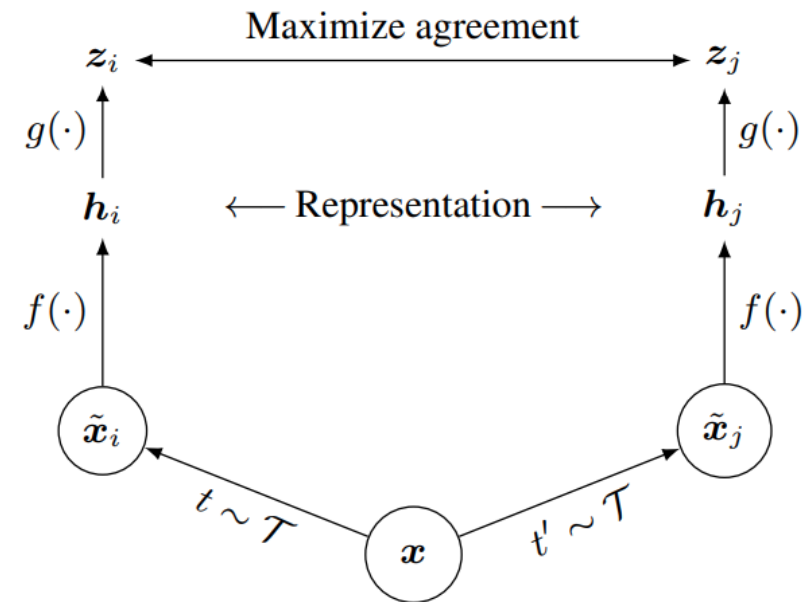 Maximize agreement
z_i z_j
g(·) g(·)
h_i ← Representation → h_j
f(·) f(·)
x̃_i x̃_j
t ∼ 𝒯 t′ ∼ 𝒯
x